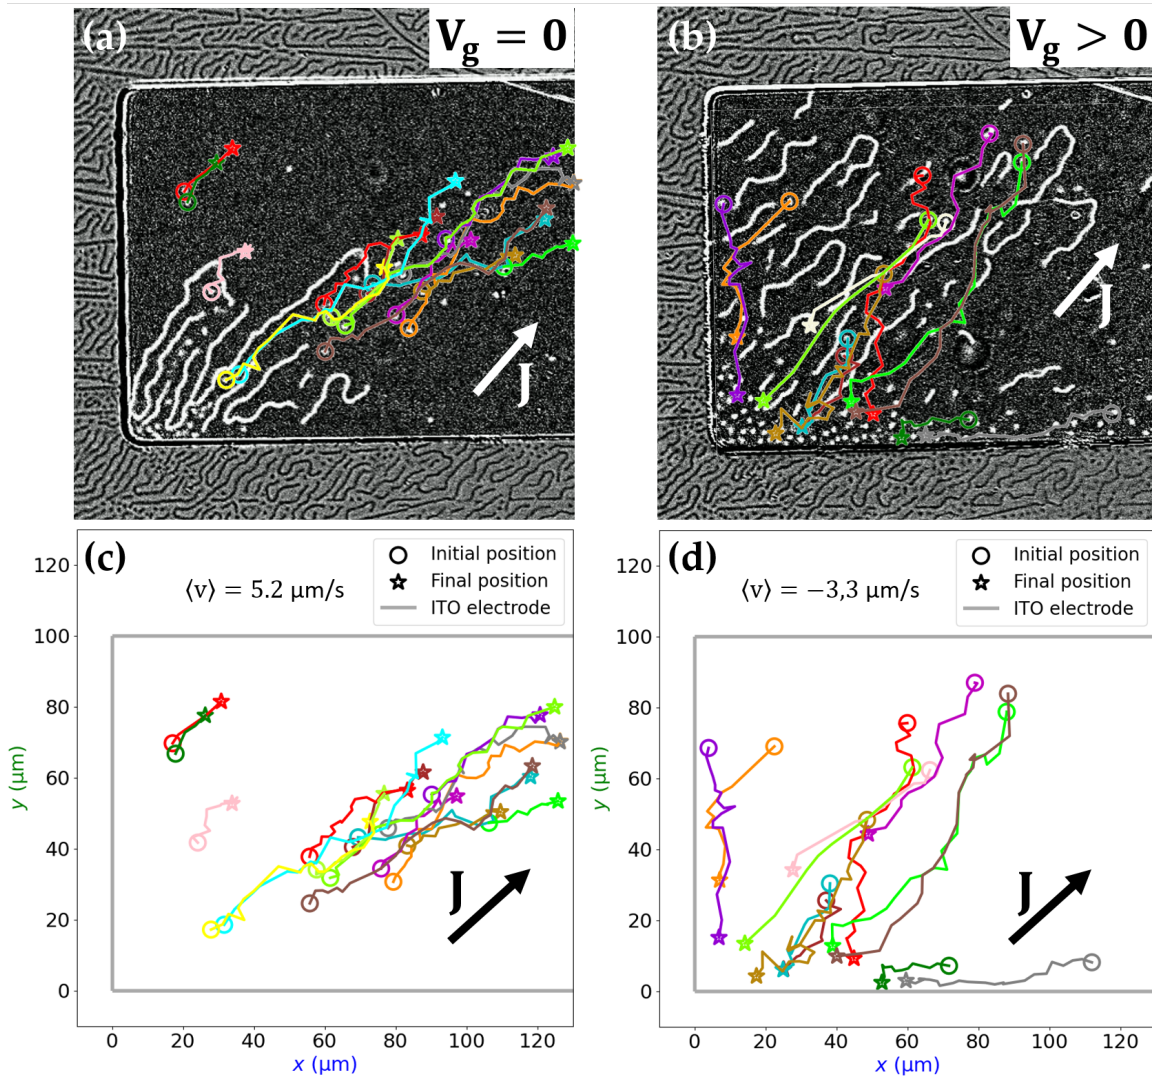 (a)
V_g = 0
J
(b)
V_g > 0
J
(c)
⟨v⟩ = 5.2 μm/s
Initial position
Final position
ITO electrode
J
120
100
80
60
40
20
0
y (μm)
0 20 40 60 80 100 120
x (μm)
(d)
⟨v⟩ = −3,3 μm/s
Initial position
Final position
ITO electrode
J
120
100
80
60
40
20
0
y (μm)
0 20 40 60 80 100 120
x (μm)